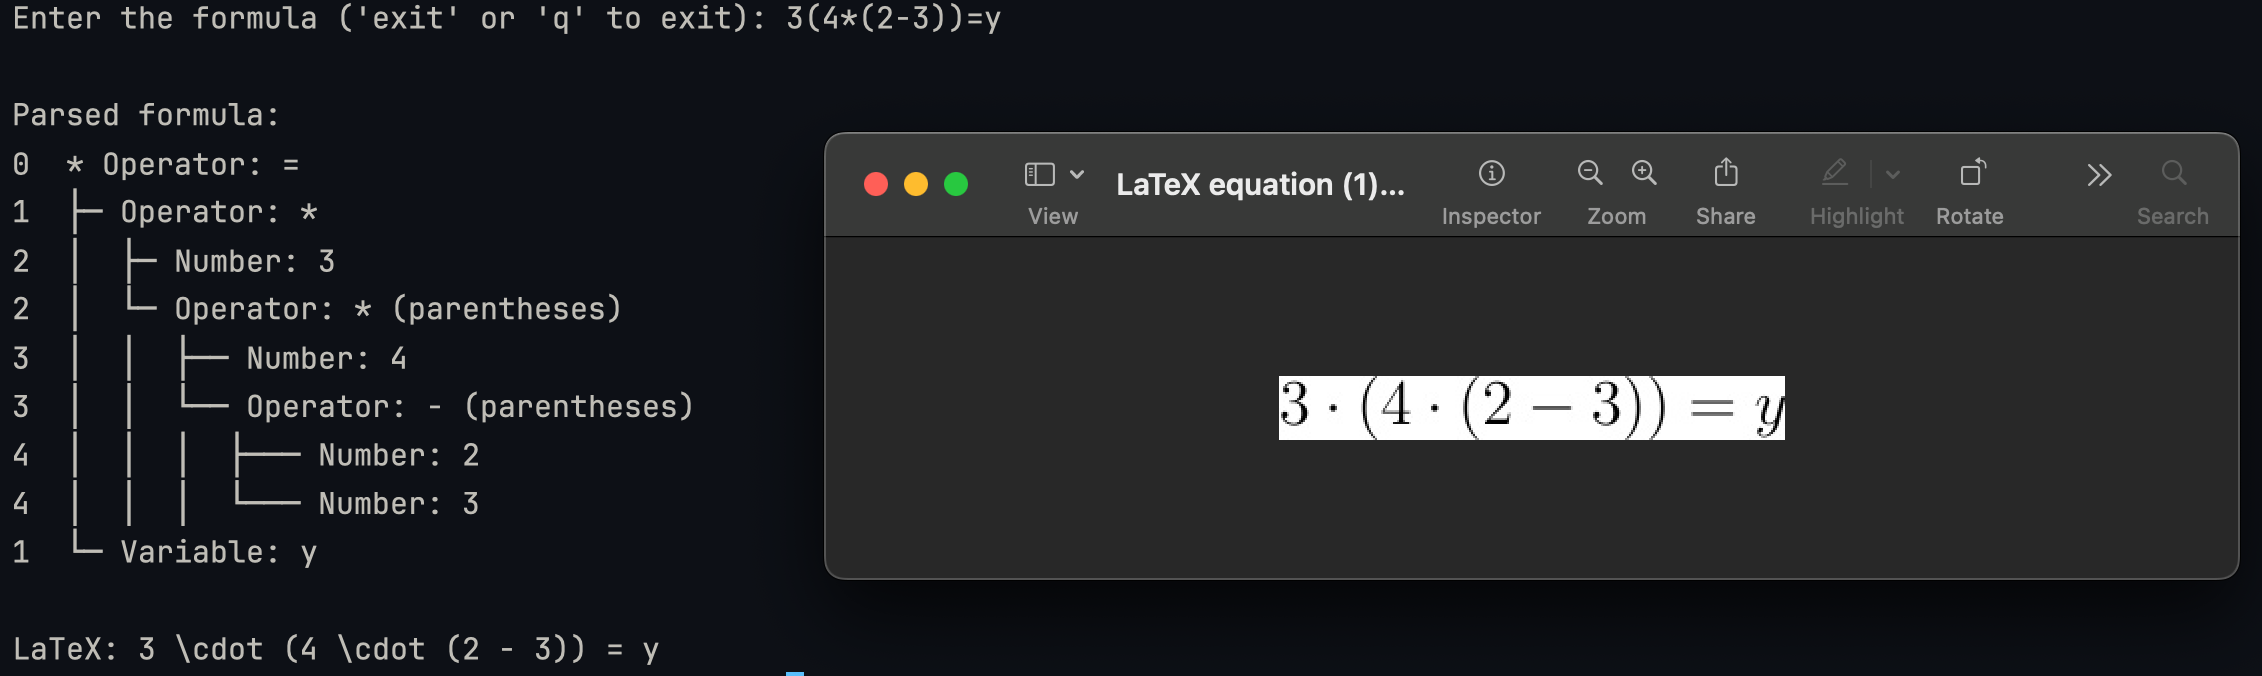 Enter the formula ('exit' or 'q' to exit): 3(4*(2-3))=y
Parsed formula:
0 * Operator: =
1 ├─ Operator: *
2 │ ├─ Number: 3
2 │ └─ Operator: * (parentheses)
3 │ │ ├── Number: 4
3 │ │ └── Operator: - (parentheses)
4 │ │ │ ├─── Number: 2
4 │ │ │ └─── Number: 3
1 └─ Variable: y
LaTeX: 3 \cdot (4 \cdot (2 - 3)) = y
LaTeX equation (1)...
View
Inspector
Zoom
Share
Highlight
Rotate
Search
3 · (4 · (2 − 3)) = y